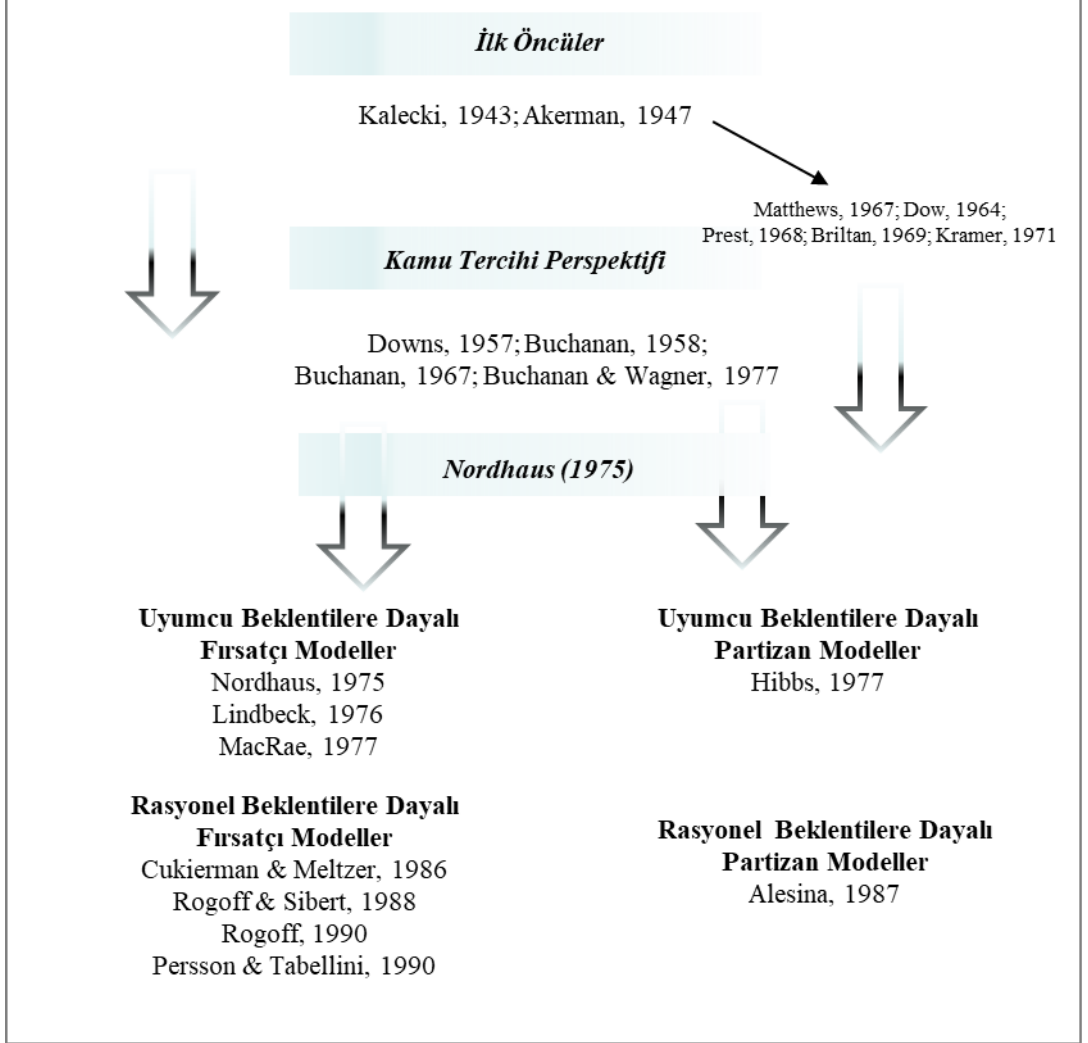 İlk Öncüler
Kalecki, 1943; Akerman, 1947
Matthews, 1967; Dow, 1964;
Prest, 1968; Briltan, 1969; Kramer, 1971
Kamu Tercihi Perspektifi
Downs, 1957; Buchanan, 1958;
Buchanan, 1967; Buchanan & Wagner, 1977
Nordhaus (1975)
Uyumcu Beklentilere Dayalı
Fırsatçı Modeller
Nordhaus, 1975
Lindbeck, 1976
MacRae, 1977
Uyumcu Beklentilere Dayalı
Partizan Modeller
Hibbs, 1977
Rasyonel Beklentilere Dayalı
Fırsatçı Modeller
Cukierman & Meltzer, 1986
Rogoff & Sibert, 1988
Rogoff, 1990
Persson & Tabellini, 1990
Rasyonel Beklentilere Dayalı
Partizan Modeller
Alesina, 1987